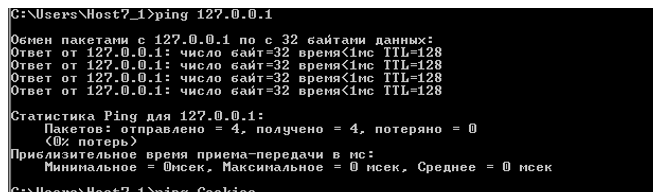 C:\Users\Host7_1>ping 127.0.0.1
Обмен пакетами с 127.0.0.1 по с 32 байтами данных:
Ответ от 127.0.0.1: число байт=32 время<1мс TTL=128
Ответ от 127.0.0.1: число байт=32 время<1мс TTL=128
Ответ от 127.0.0.1: число байт=32 время<1мс TTL=128
Ответ от 127.0.0.1: число байт=32 время<1мс TTL=128
Статистика Ping для 127.0.0.1:
Пакетов: отправлено = 4, получено = 4, потеряно = 0
(0% потерь)
Приблизительное время приема-передачи в мс:
Минимальное = 0мсек, Максимальное = 0 мсек, Среднее = 0 мсек
C:\Users\Host7_1>ping